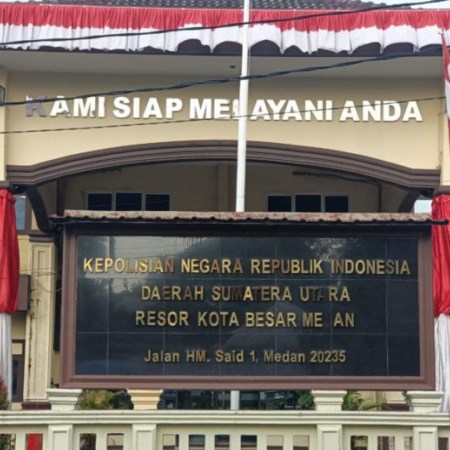 KAMI SIAP MELAYANI ANDA
KEPOLISIAN NEGARA REPUBLIK INDONESIA
DAERAH SUMATERA UTARA
RESOR KOTA BESAR ME AN
Jalan HM. Said 1, Medan 20235